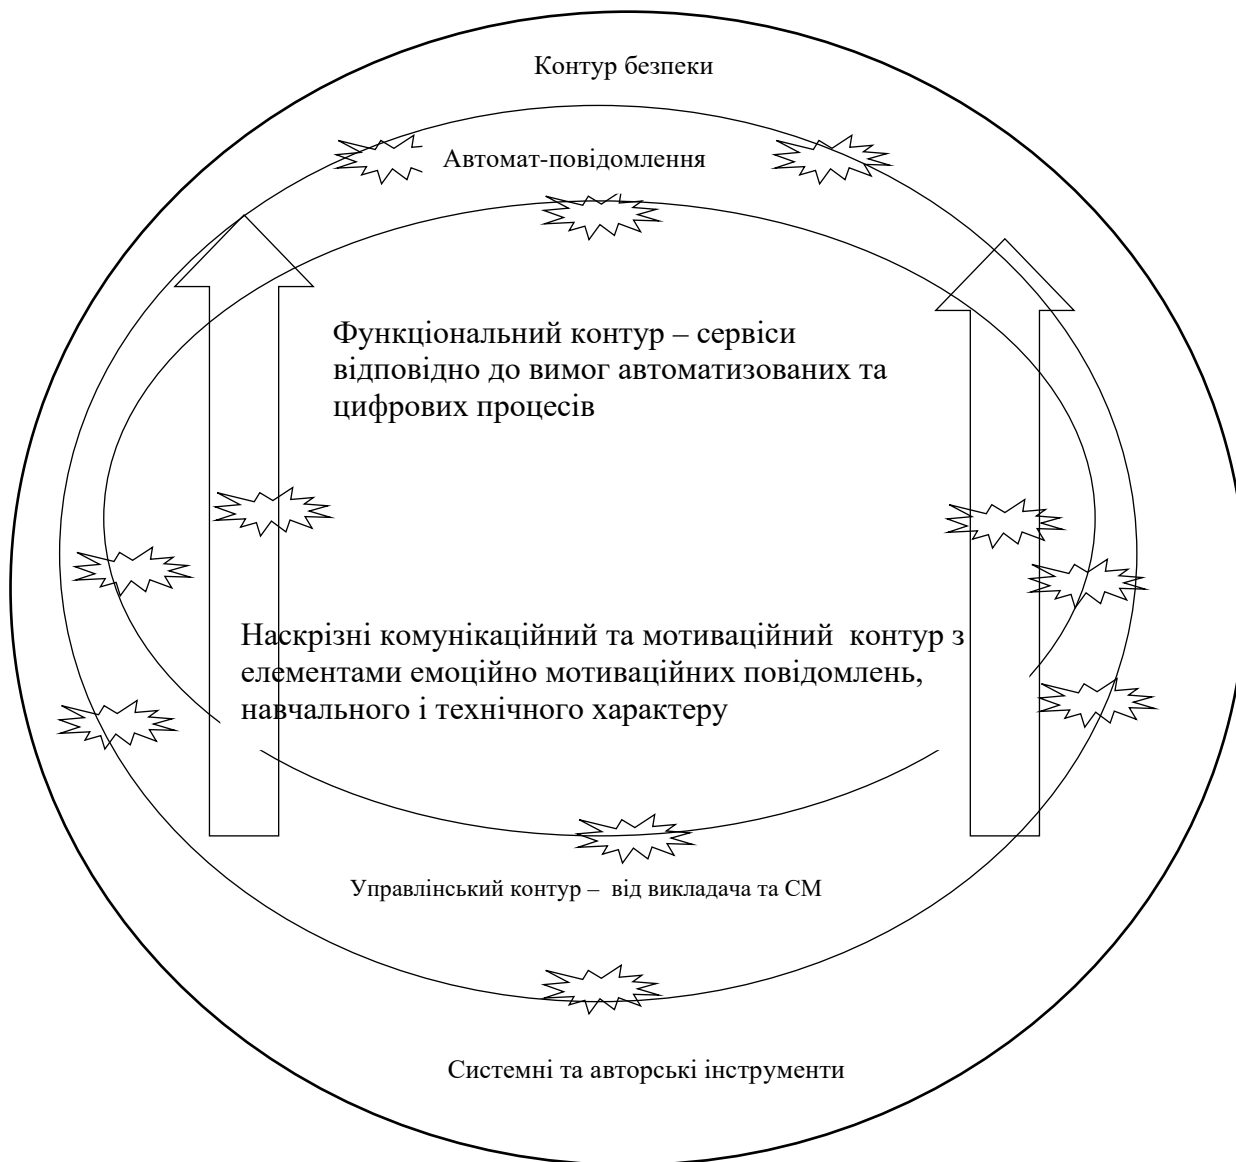 Контур безпеки
Автомат-повідомлення
Функціональний контур – сервіси
відповідно до вимог автоматизованих та
цифрових процесів
Наскрізні комунікаційний та мотиваційний контур з
елементами емоційно мотиваційних повідомлень,
навчального і технічного характеру
Управлінський контур – від викладача та СМ
Системні та авторські інструменти